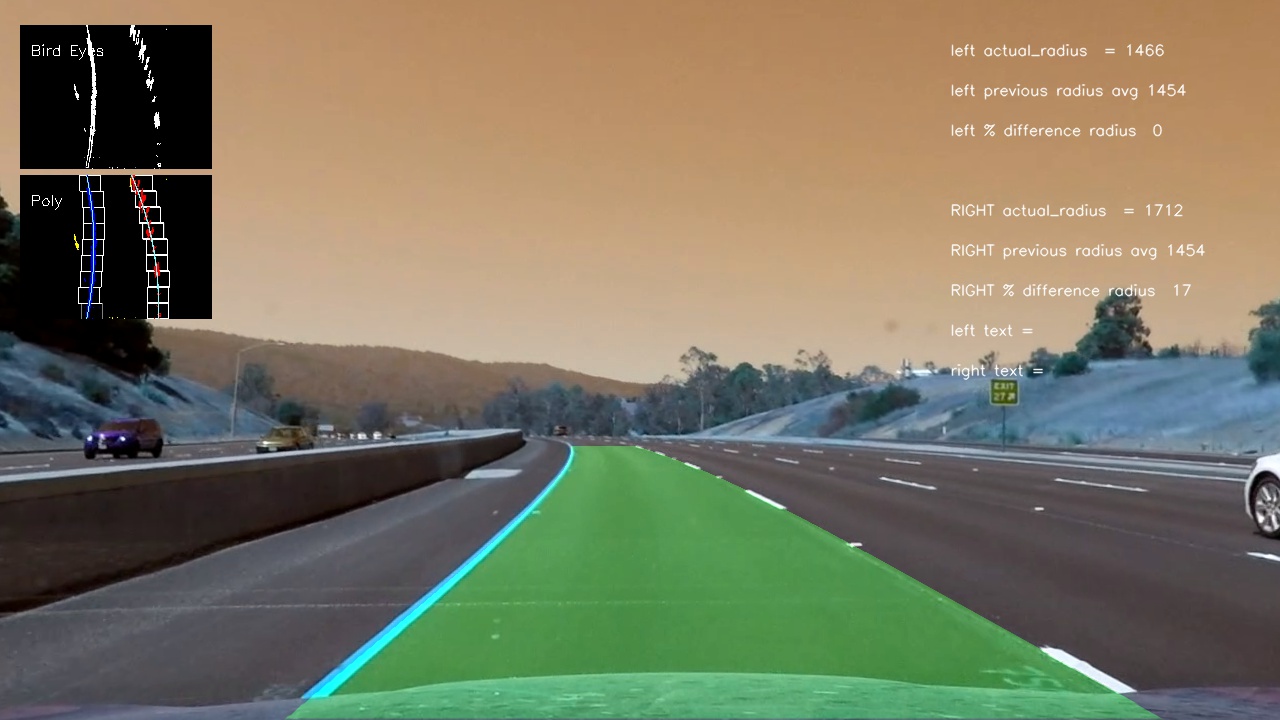 Bird Eyes
Poly
left actual_radius = 1466
left previous radius avg 1454
left % difference radius 0
RIGHT actual_radius = 1712
RIGHT previous radius avg 1454
RIGHT % difference radius 17
left text =
right text =
EXIT
27